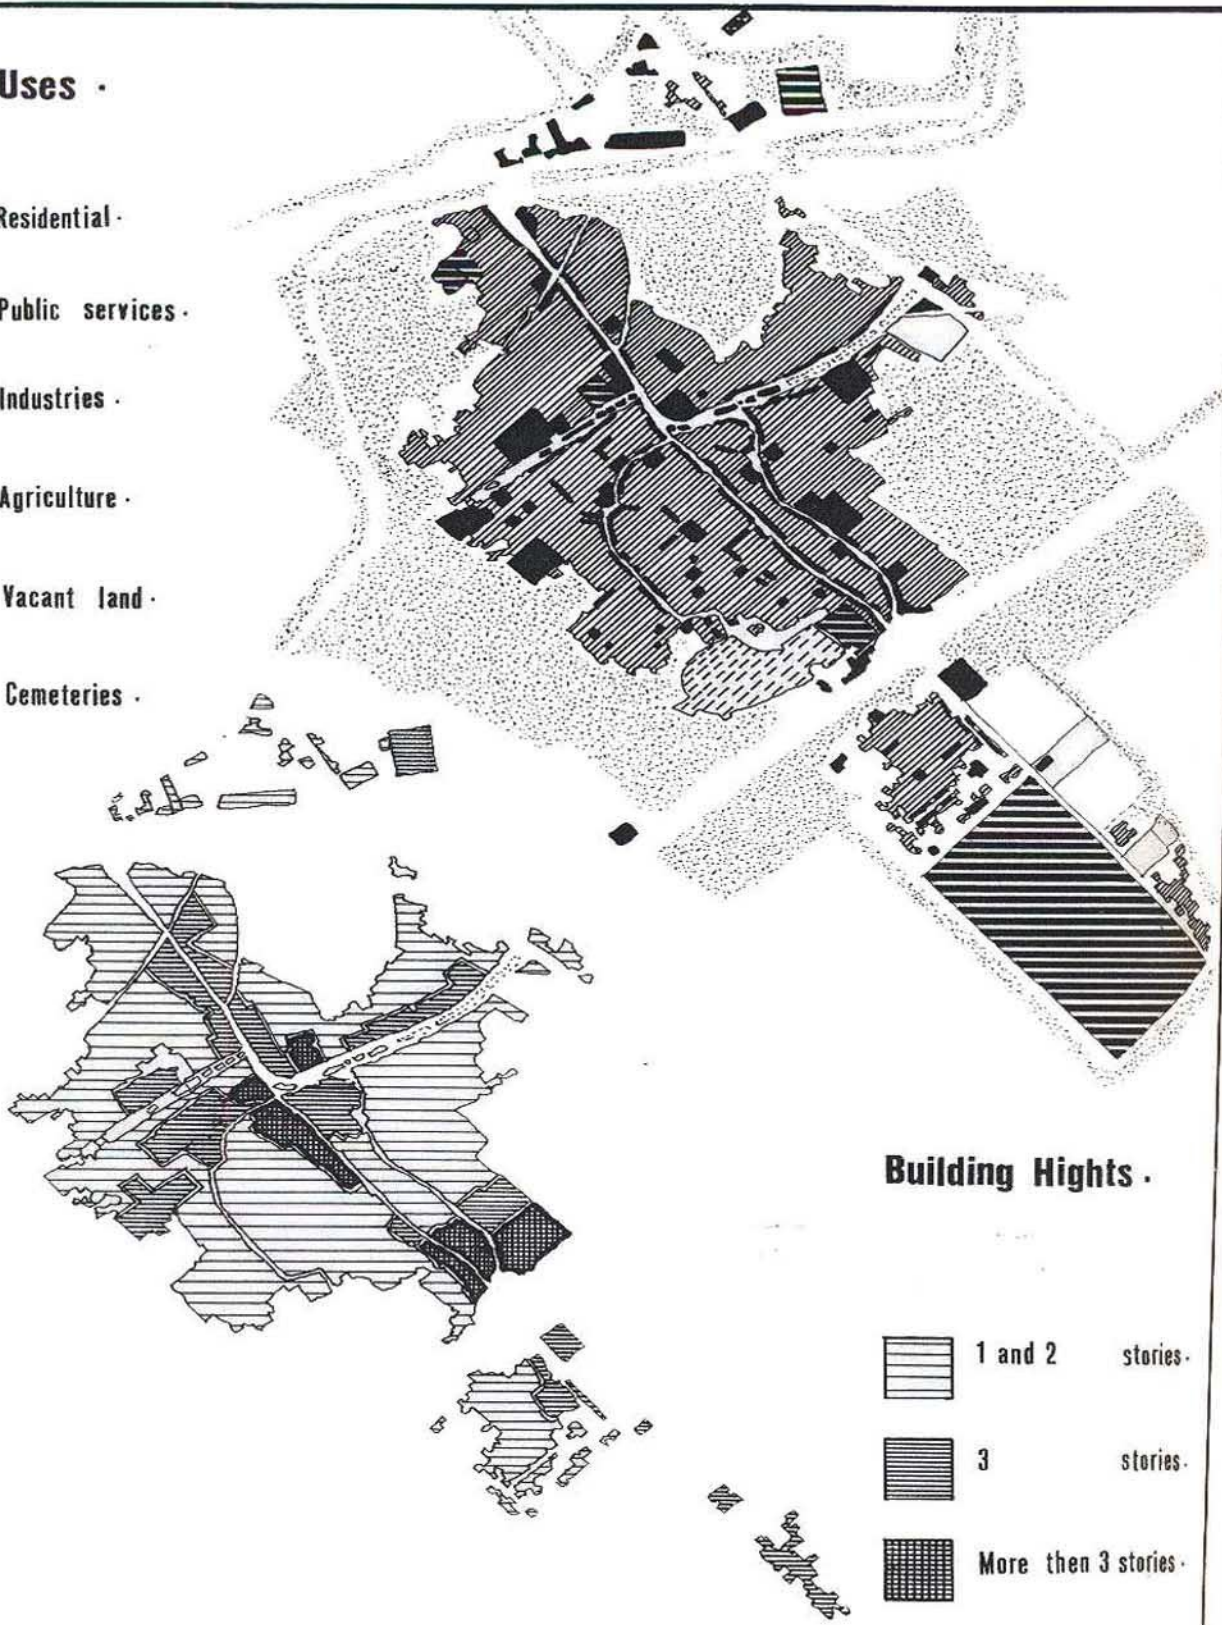 Uses .
Residential .
Public services .
Industries .
Agriculture .
Vacant land .
Cemeteries .
Building Hights .
1 and 2 stories.
3 stories.
More then 3 stories.